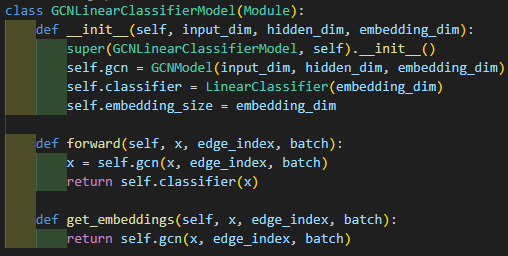 class GCNLinearClassifierModel(Module):
    def __init__(self, input_dim, hidden_dim, embedding_dim):
        super(GCNLinearClassifierModel, self).__init__()
        self.gcn = GCNModel(input_dim, hidden_dim, embedding_dim)
        self.classifier = LinearClassifier(embedding_dim)
        self.embedding_size = embedding_dim

    def forward(self, x, edge_index, batch):
        x = self.gcn(x, edge_index, batch)
        return self.classifier(x)

    def get_embeddings(self, x, edge_index, batch):
        return self.gcn(x, edge_index, batch)